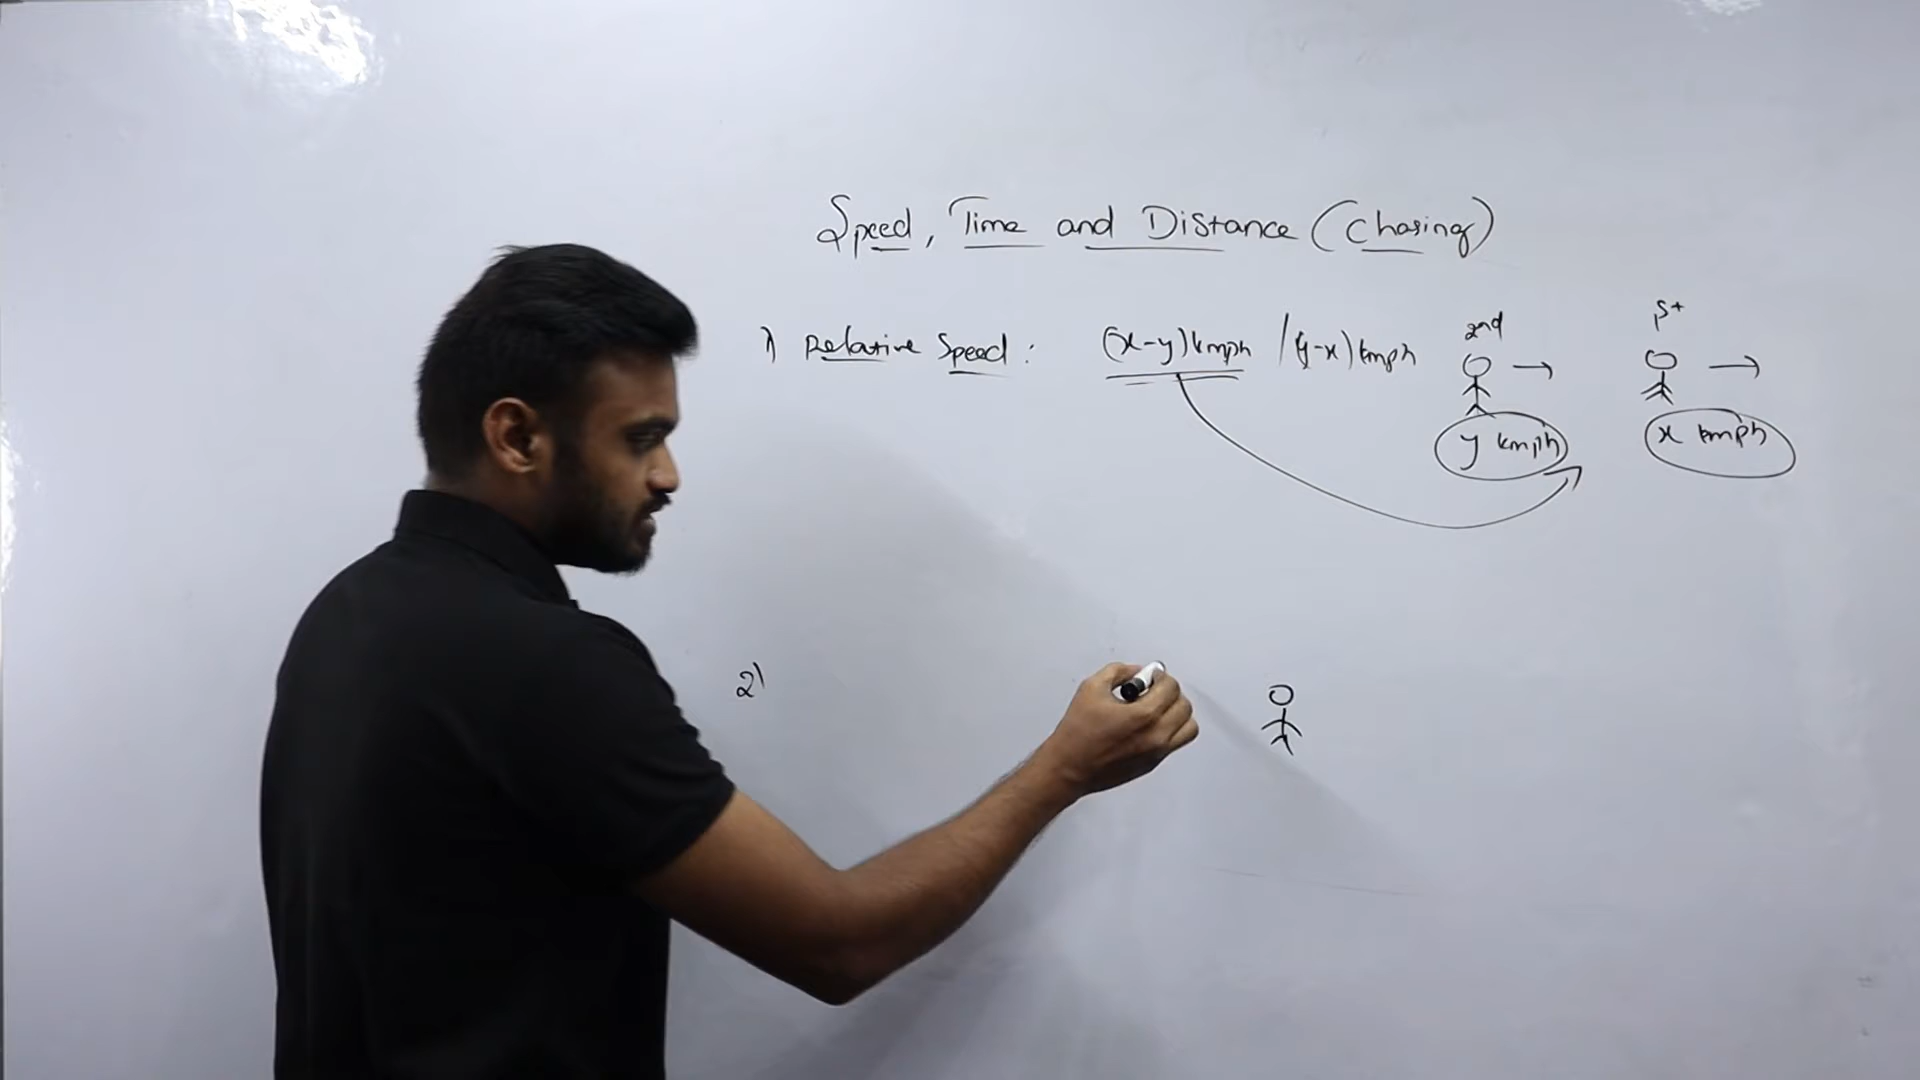 Speed, Time and Distance (Chasing)
1) Relative Speed : (x-y)kmph / (y-x)kmph
2nd 1st
y kmph x kmph
2)